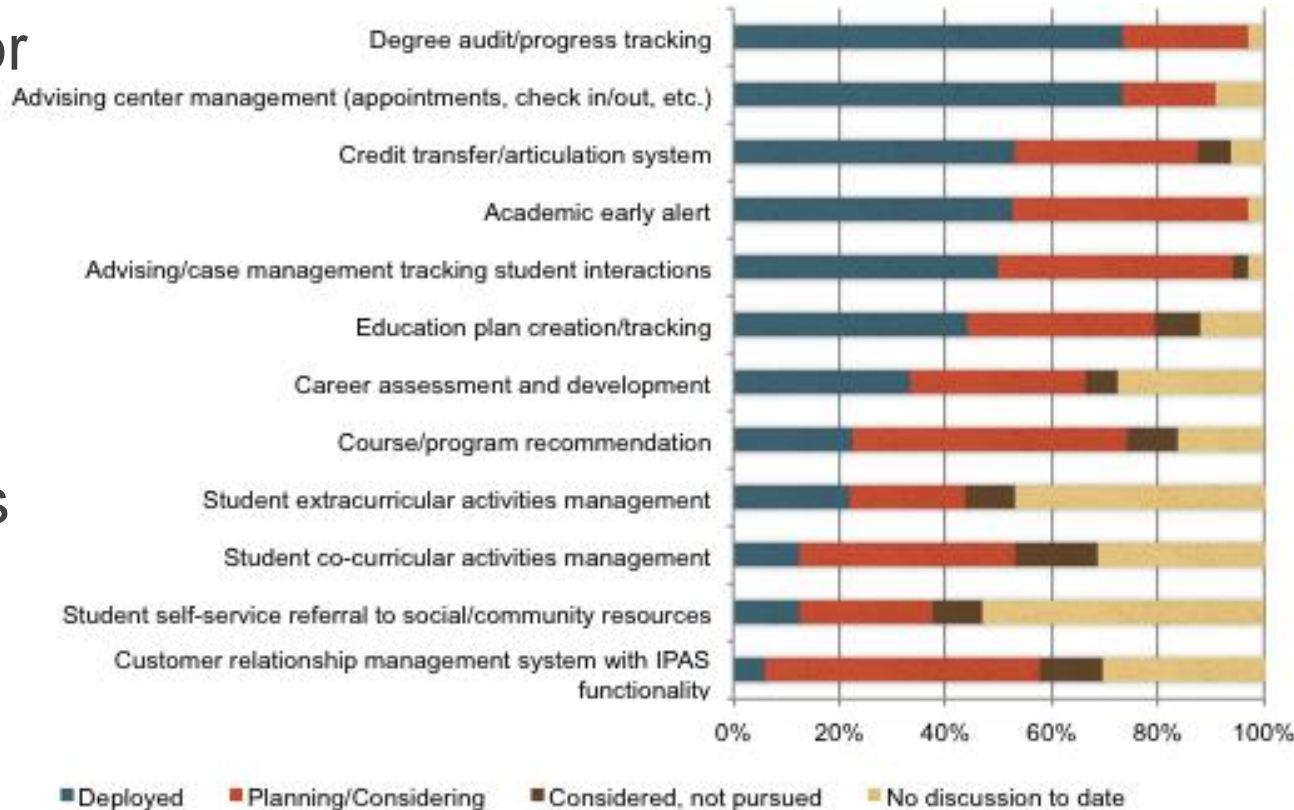 or
Degree audit/progress tracking
Advising center management (appointments, check in/out, etc.)
Credit transfer/articulation system
Academic early alert
Advising/case management tracking student interactions
Education plan creation/tracking
Career assessment and development
Course/program recommendation
s
Student extracurricular activities management
Student co-curricular activities management
Student self-service referral to social/community resources
Customer relationship management system with IPAS
functionality
0% 20% 40% 60% 80% 100%
Deployed Planning/Considering Considered, not pursued No discussion to date